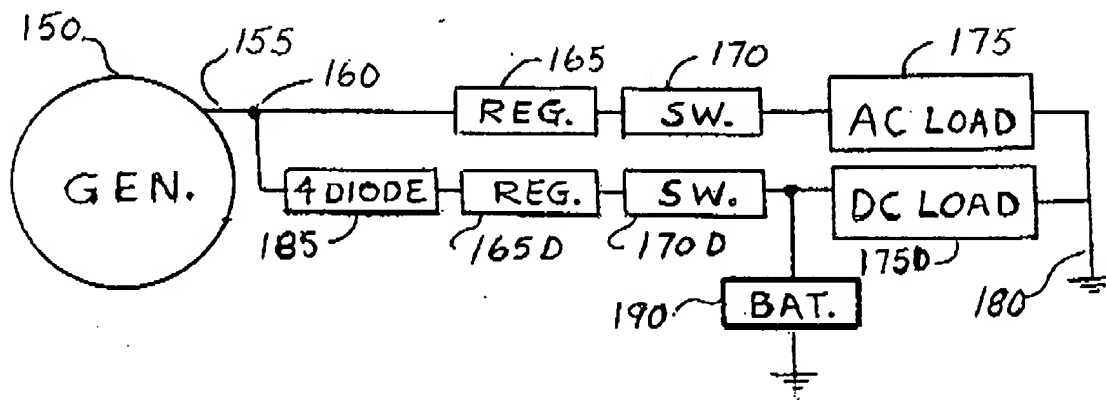 150
155
160
165
170
175
REG.
SW.
AC LOAD
GEN.
4 DIODE
REG.
SW.
DC LOAD
185
165D
170D
175D
180
190
BAT.